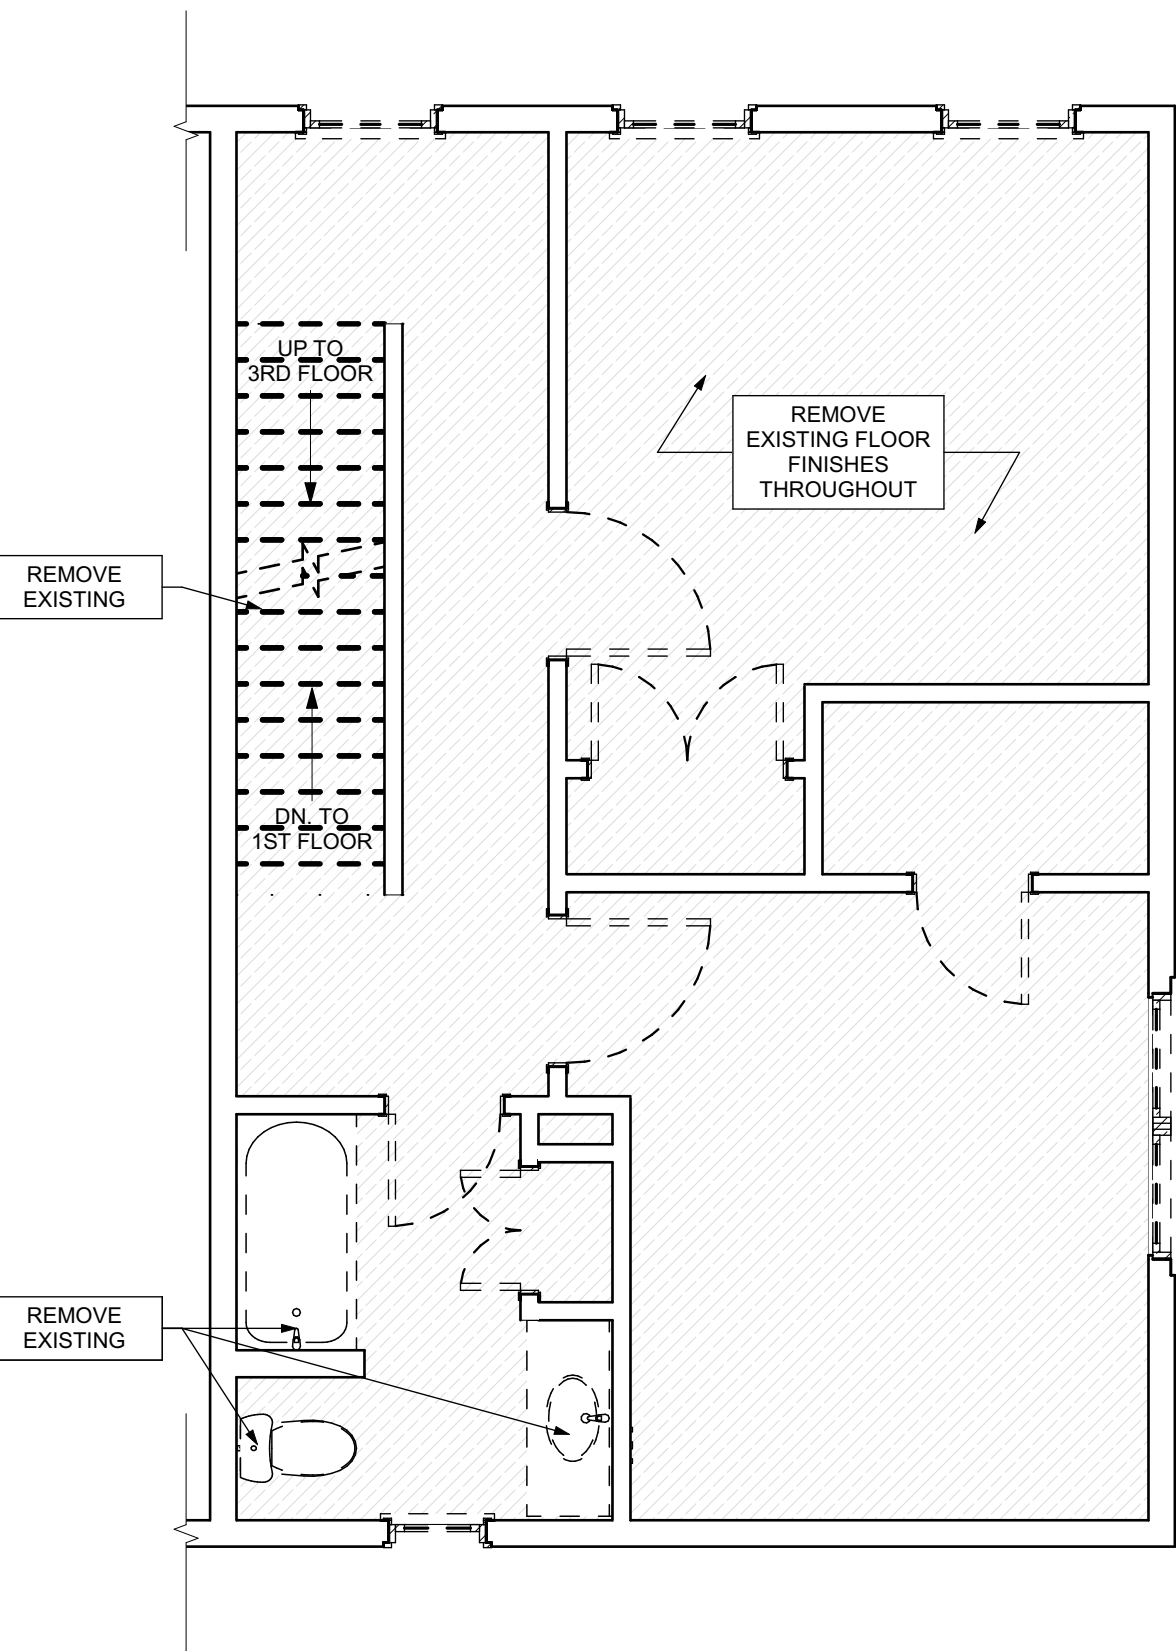 UP TO
3RD FLOOR
REMOVE
EXISTING FLOOR
FINISHES
THROUGHOUT
REMOVE
EXISTING
DN. TO
1ST FLOOR
REMOVE
EXISTING